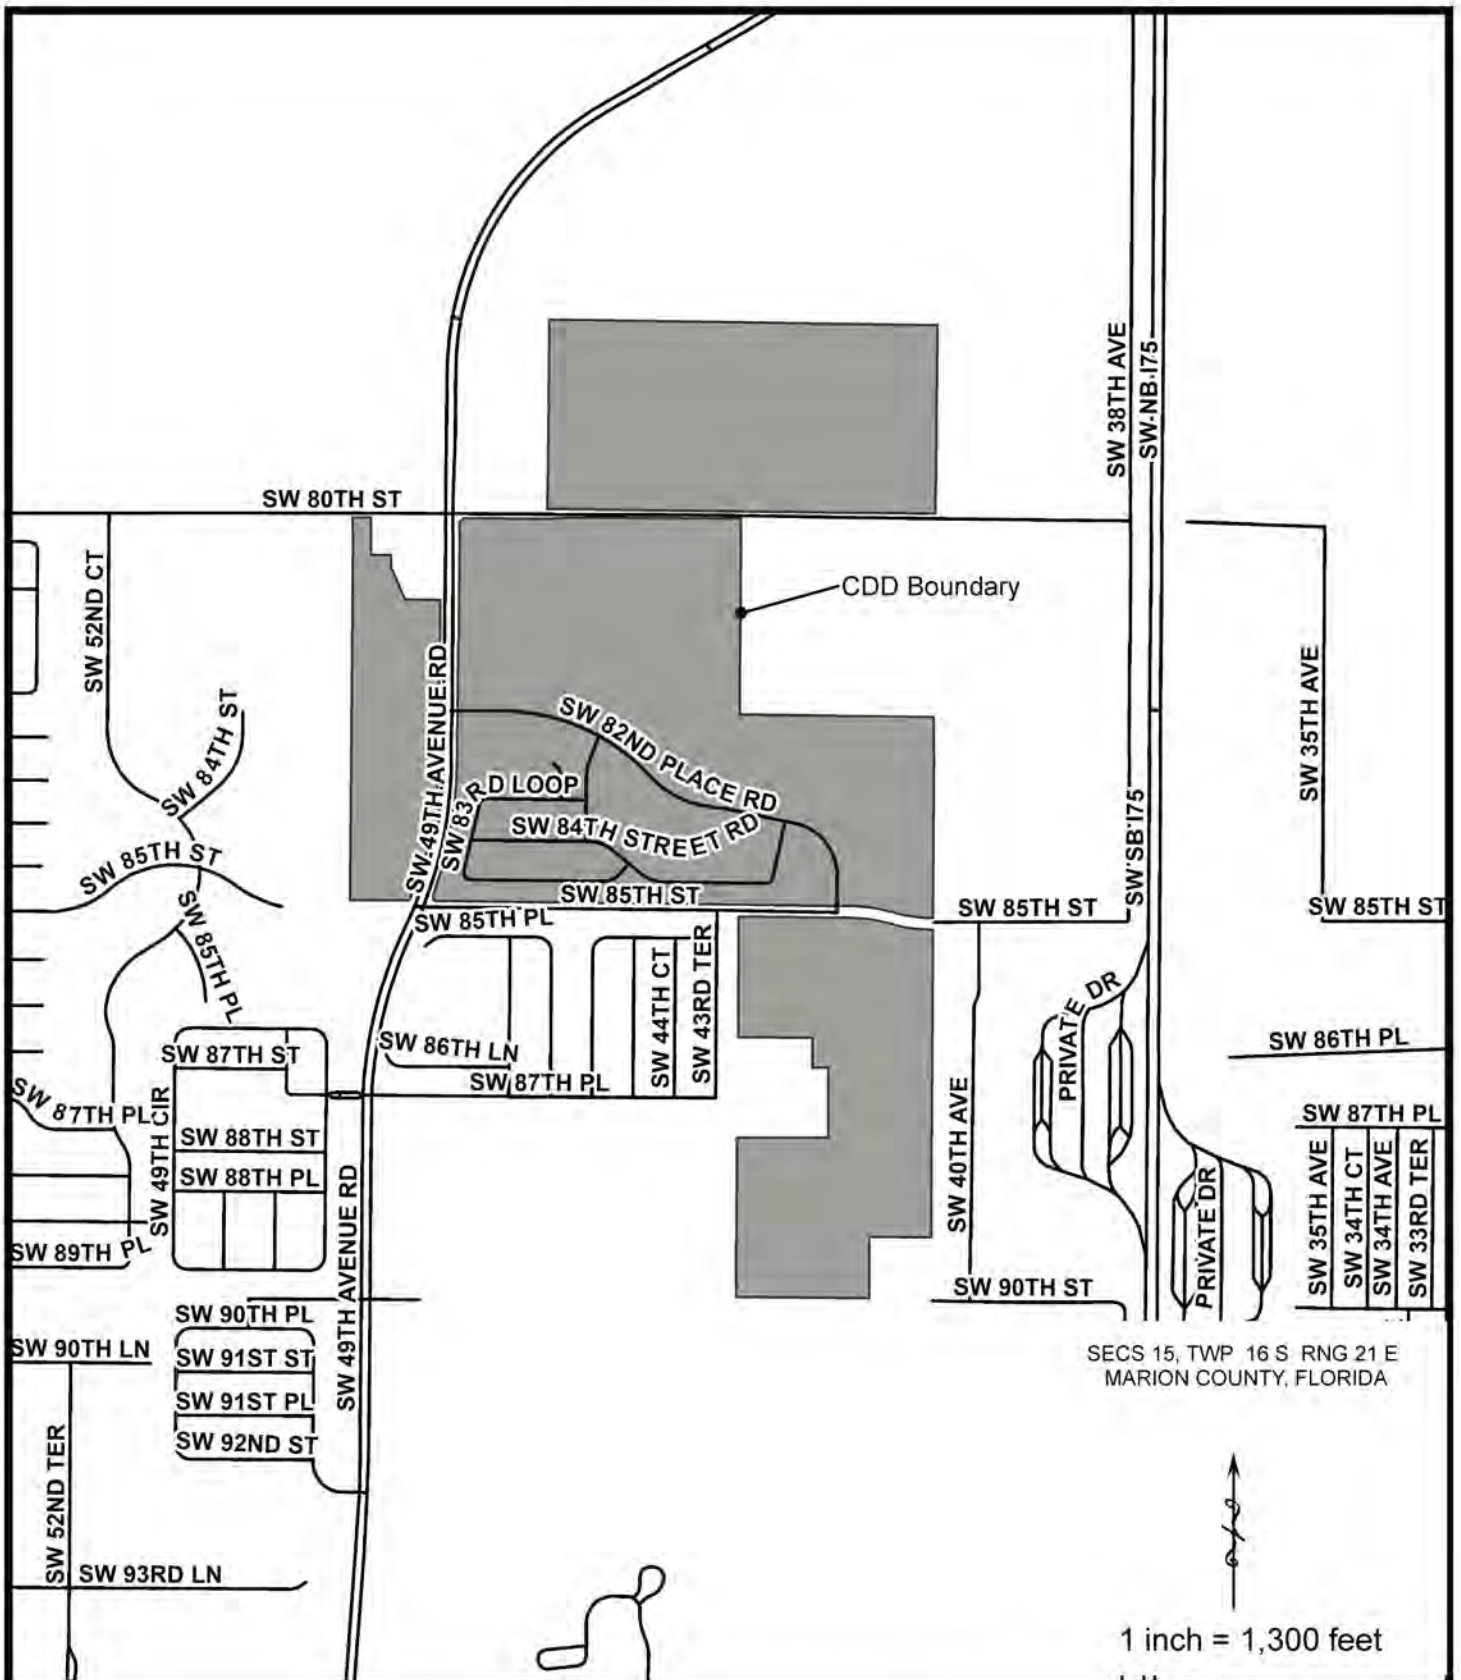 SW 38TH AVE
SW NB I75
SW 80TH ST
SW 52ND CT
CDD Boundary
SW 49TH AVENUE RD
SW 35TH AVE
SW 84TH ST
SW 82ND PLACE RD
SW 83RD LOOP
SW 84TH STREET RD
SW SB I75
SW 85TH ST
SW 85TH ST
SW 85TH ST
SW 85TH ST
SW 85TH PL
SW 85TH PL
SW 44TH CT
SW 43RD TER
PRIVATE DR
SW 86TH LN
SW 86TH PL
SW 87TH ST
SW 87TH PL
SW 87TH PL
SW 49TH CIR
SW 40TH AVE
SW 87TH PL
SW 88TH ST
SW 88TH PL
SW 35TH AVE
SW 34TH CT
SW 34TH AVE
SW 33RD TER
PRIVATE DR
SW 49TH AVENUE RD
SW 89TH PL
SW 90TH ST
SW 90TH PL
SW 90TH LN
SW 91ST ST
SECS 15, TWP 16 S RNG 21 E
MARION COUNTY, FLORIDA
SW 91ST PL
SW 92ND ST
SW 52ND TER
SW 93RD LN
1 inch = 1,300 feet